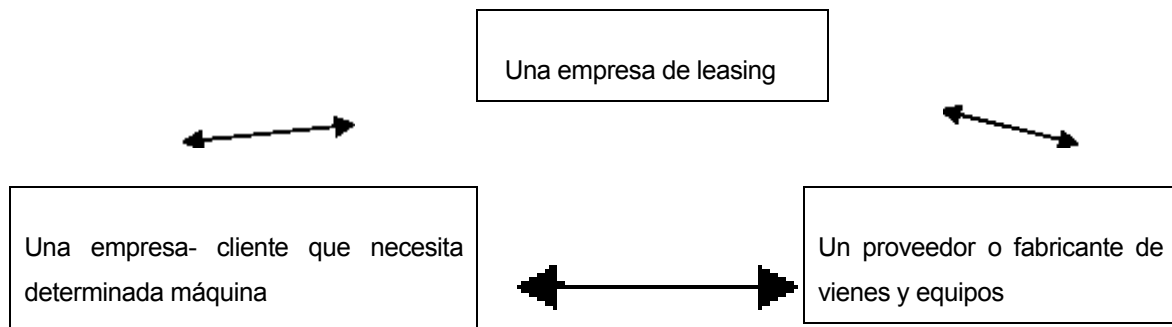 Una empresa de leasing
Una empresa- cliente que necesita
determinada máquina
Un proveedor o fabricante de
vienes y equipos